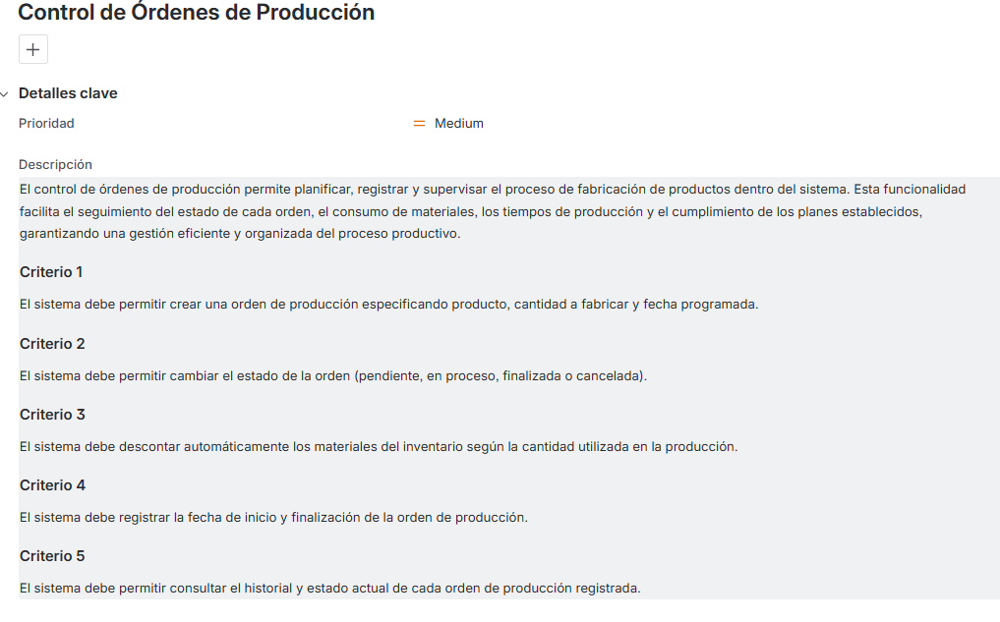 Control de Órdenes de Producción
Detalles clave
Prioridad
Medium
Descripción
El control de órdenes de producción permite planificar, registrar y supervisar el proceso de fabricación de productos dentro del sistema. Esta funcionalidad
facilita el seguimiento del estado de cada orden, el consumo de materiales, los tiempos de producción y el cumplimiento de los planes establecidos,
garantizando una gestión eficiente y organizada del proceso productivo.
Criterio 1
El sistema debe permitir crear una orden de producción especificando producto, cantidad a fabricar y fecha programada.
Criterio 2
El sistema debe permitir cambiar el estado de la orden (pendiente, en proceso, finalizada o cancelada).
Criterio 3
El sistema debe descontar automáticamente los materiales del inventario según la cantidad utilizada en la producción.
Criterio 4
El sistema debe registrar la fecha de inicio y finalización de la orden de producción.
Criterio 5
El sistema debe permitir consultar el historial y estado actual de cada orden de producción registrada.